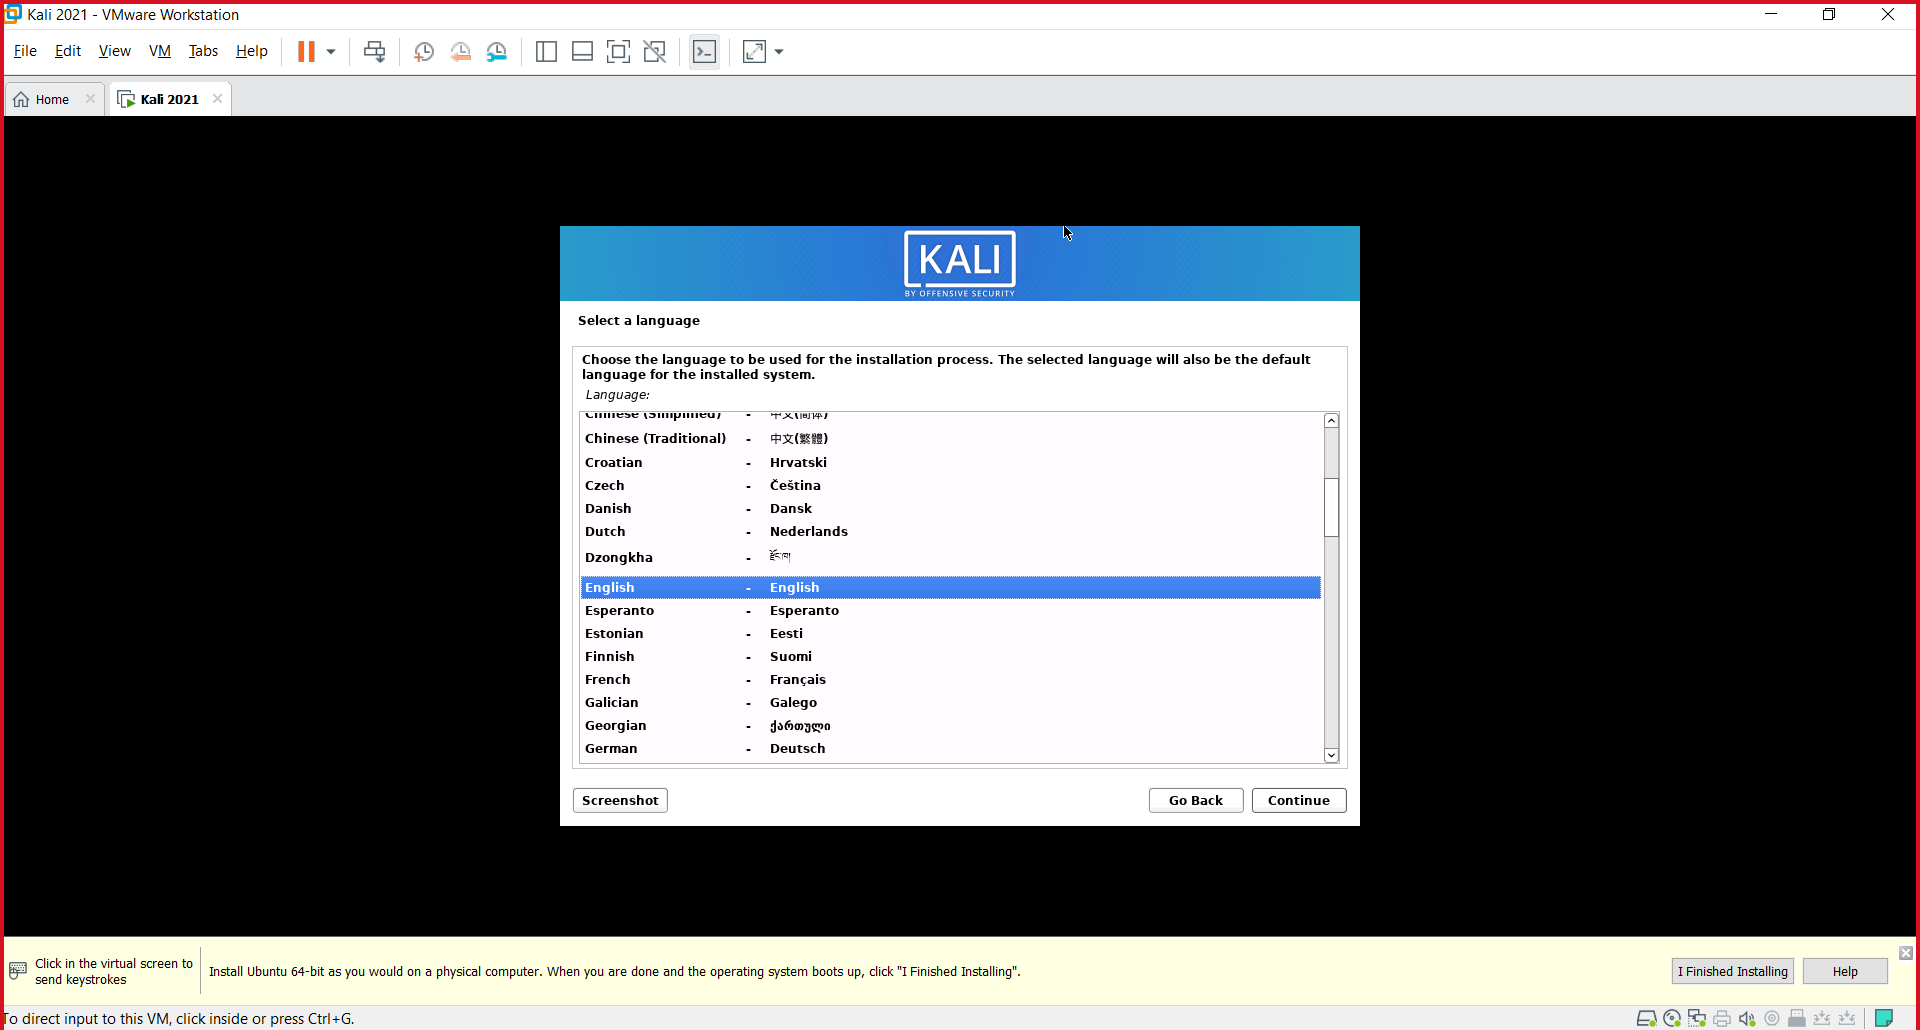 Kali 2021 - VMware Workstation
File Edit View VM Tabs Help
Home Kali 2021
KALI
BY OFFENSIVE SECURITY
Select a language
Choose the language to be used for the installation process. The selected language will also be the default
language for the installed system.
Language:
Chinese (Simplified) - 中文(简体)
Chinese (Traditional) - 中文(繁體)
Croatian - Hrvatski
Czech - Čeština
Danish - Dansk
Dutch - Nederlands
Dzongkha - རྫོང་ཁ།
English - English
Esperanto - Esperanto
Estonian - Eesti
Finnish - Suomi
French - Français
Galician - Galego
Georgian - ქართული
German - Deutsch
Screenshot Go Back Continue
Click in the virtual screen to
send keystrokes
Install Ubuntu 64-bit as you would on a physical computer. When you are done and the operating system boots up, click "I Finished Installing".
I Finished Installing Help
To direct input to this VM, click inside or press Ctrl+G.